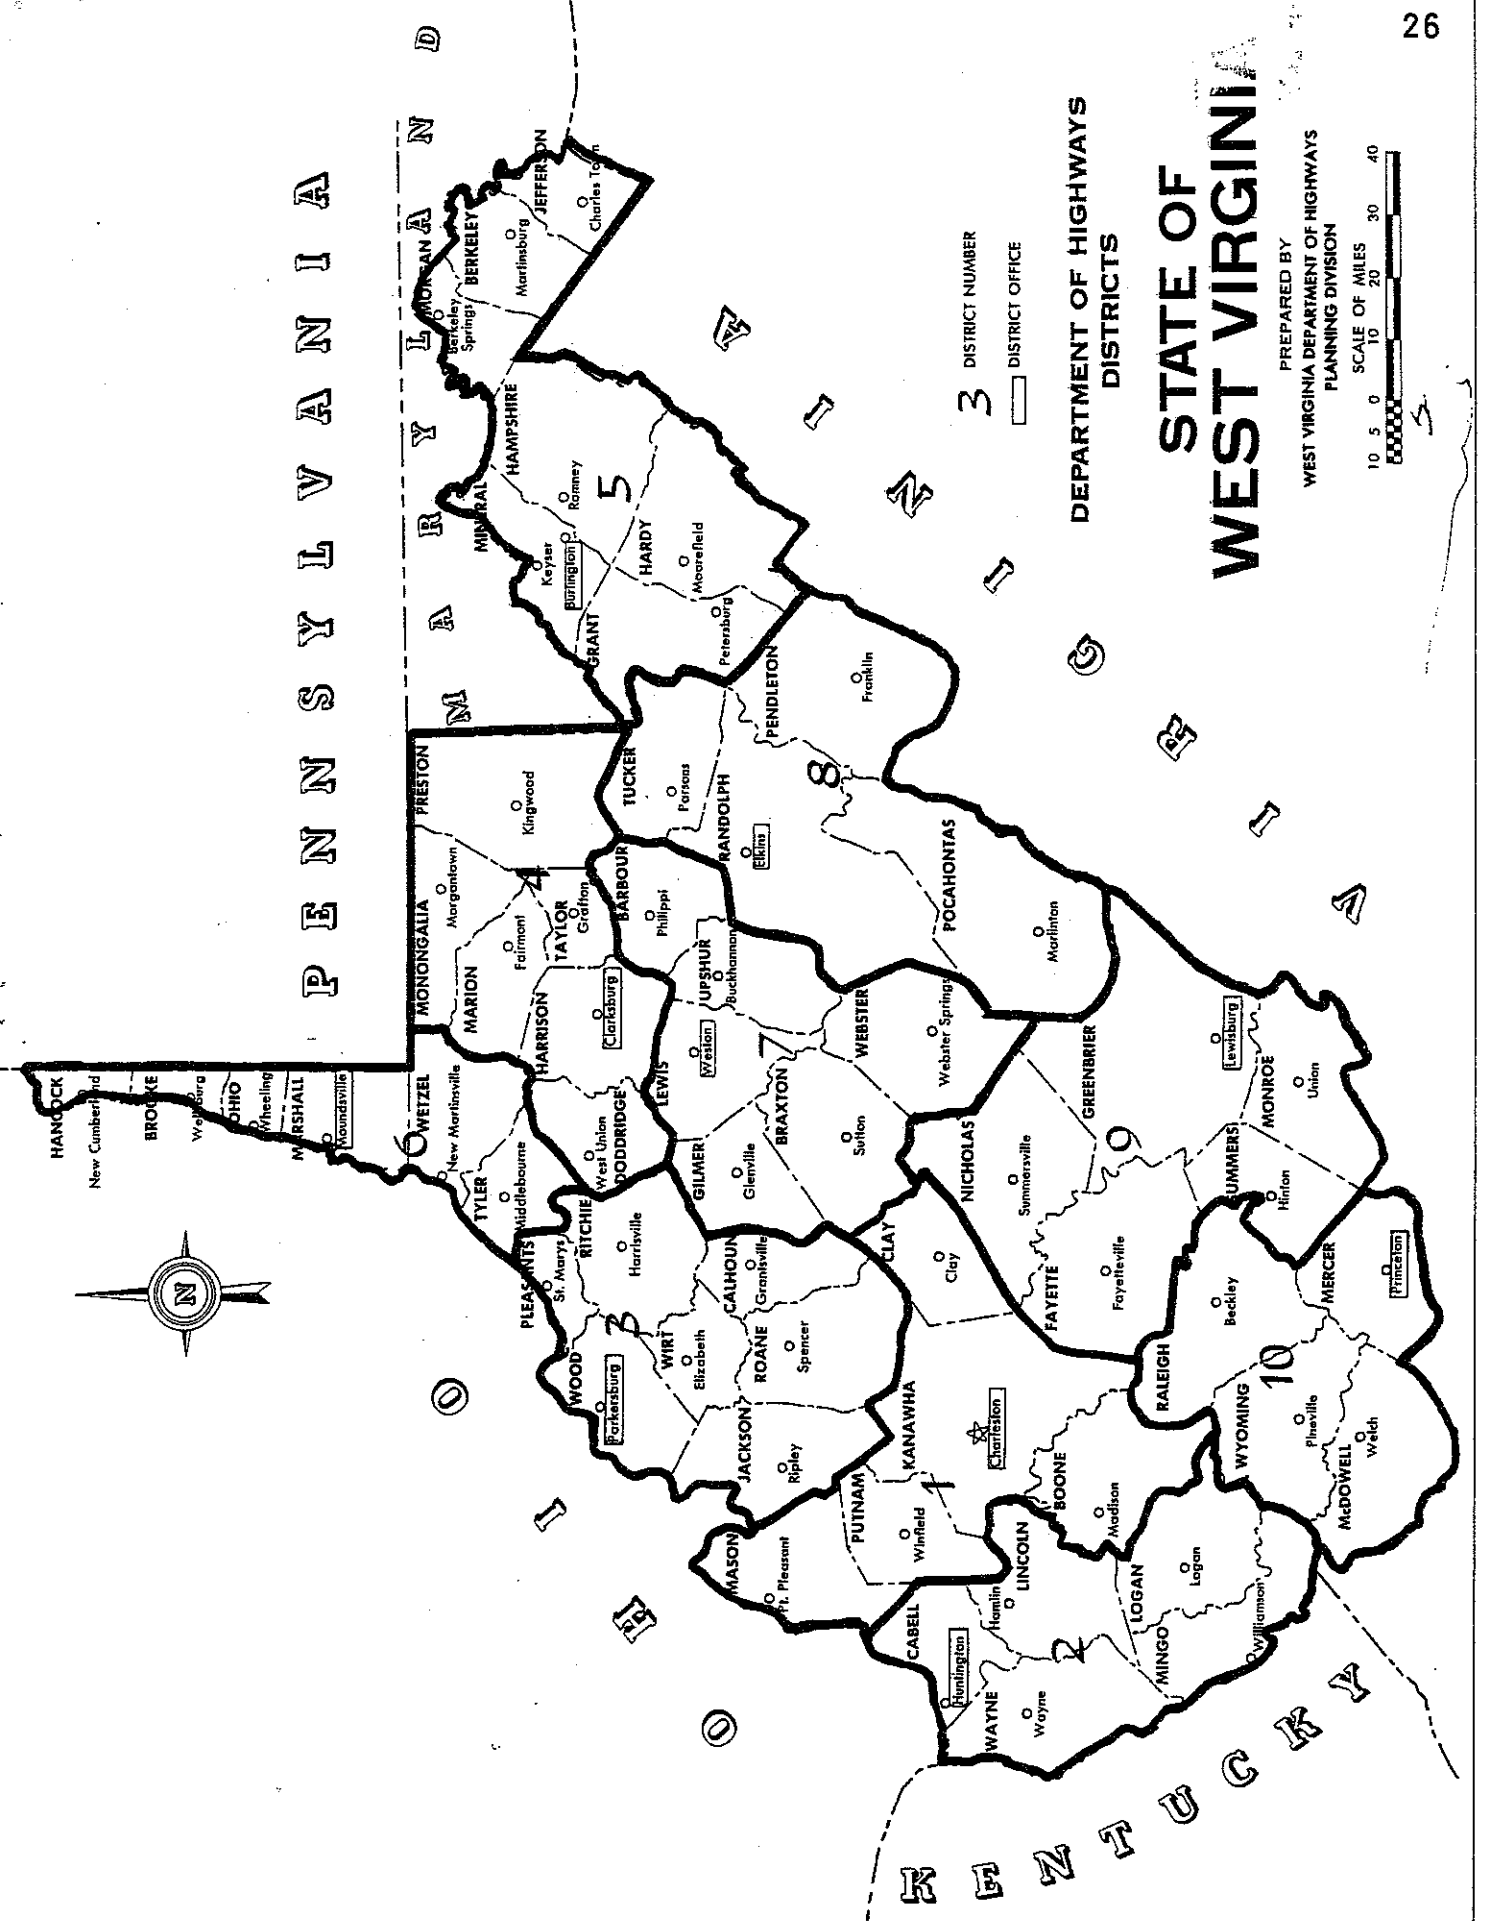 26
PENNSYLVANIA
MARYLAND
OHIO
KENTUCKY
VIRGINIA
N
HANCOCK
New Cumberland
BROOKE
Wellsburg
OHIO
Wheeling
MARSHALL
Moundsville
6
WETZEL
New Martinsville
TYLER
Middlebourne
MONONGALIA
Morgantown
MARION
Fairmont
PRESTON
Kingwood
4
TAYLOR
Grafton
HARRISON
Clarksburg
DODDRIDGE
West Union
PLEASANTS
St. Marys
RITCHIE
Harrisville
WOOD
Parkersburg
3
WIRT
Elizabeth
CALHOUN
Grantsville
ROANE
Spencer
JACKSON
Ripley
MASON
Pt. Pleasant
PUTNAM
Winfield
1
KANAWHA
Charleston
CLAY
Clay
BOONE
Madison
CABELL
Huntington
WAYNE
Wayne
LINCOLN
Hamlin
2
LOGAN
Logan
MINGO
Williamson
BARBOUR
Philippi
UPSHUR
Buckhannon
LEWIS
Weston
7
GILMER
Glenville
BRAXTON
Sutton
WEBSTER
Webster Springs
TUCKER
Parsons
RANDOLPH
Elkins
8
PENDLETON
Franklin
POCAHONTAS
Marlinton
NICHOLAS
Summersville
GREENBRIER
Lewisburg
9
FAYETTE
Fayetteville
SUMMERS
Hinton
MONROE
Union
RALEIGH
Beckley
MERCER
Princeton
10
WYOMING
Pineville
McDOWELL
Welch
MORGAN
Berkeley
Springs
BERKELEY
Martinsburg
JEFFERSON
Charles Town
HAMPSHIRE
Romney
MINERAL
Keyser
Burlington
5
GRANT
Petersburg
HARDY
Moorefield
3 DISTRICT NUMBER
DISTRICT OFFICE
DEPARTMENT OF HIGHWAYS
DISTRICTS
STATE OF
WEST VIRGINIA
PREPARED BY
WEST VIRGINIA DEPARTMENT OF HIGHWAYS
PLANNING DIVISION
SCALE OF MILES
10 5 0 10 20 30 40